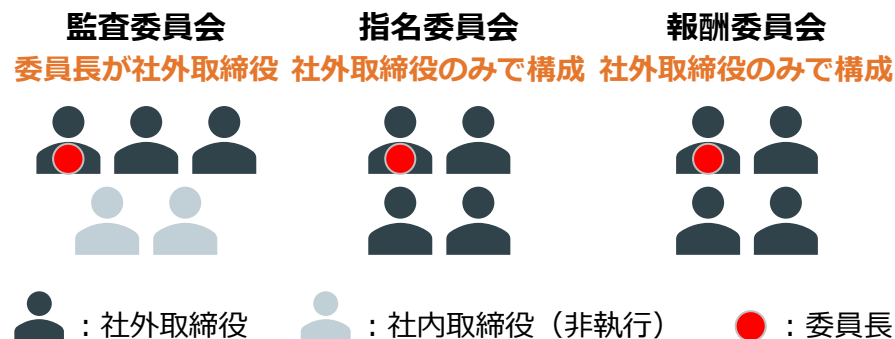 監査委員会 指名委員会 報酬委員会
委員長が社外取締役 社外取締役のみで構成 社外取締役のみで構成
：社外取締役 ：社内取締役（非執行） ：委員長